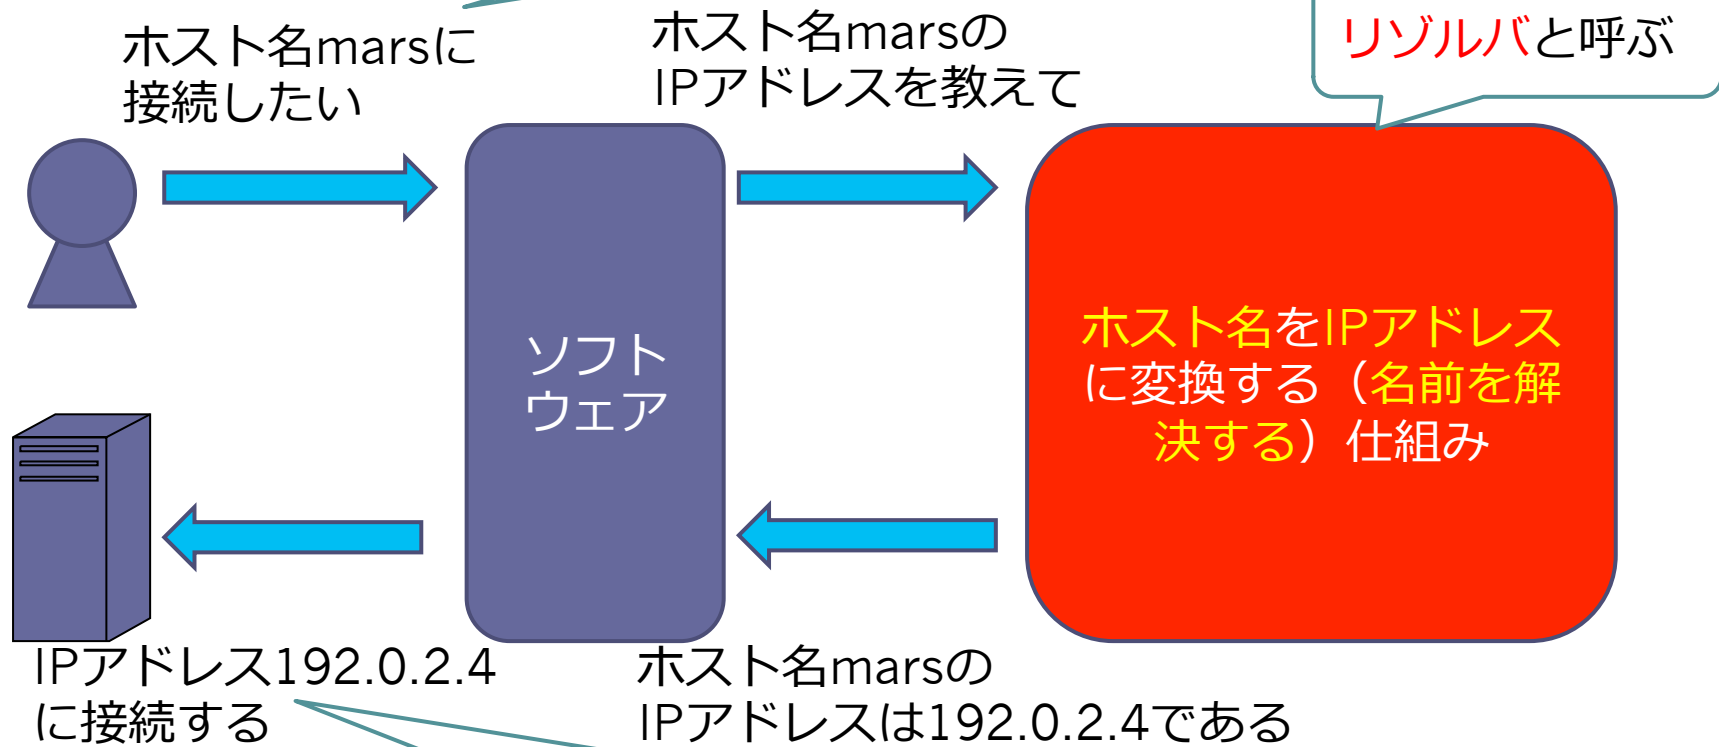 ホスト名marsに
接続したい
ホスト名marsの
IPアドレスを教えて
リゾルバと呼ぶ
ソフト
ウェア
ホスト名をIPアドレス
に変換する（名前を解
決する）仕組み
IPアドレス192.0.2.4
に接続する
ホスト名marsの
IPアドレスは192.0.2.4である